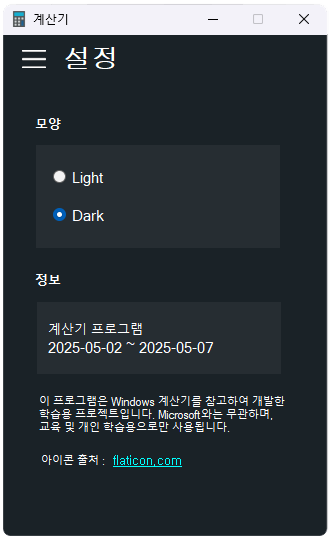 계산기
설정
모양
Light
Dark
정보
계산기 프로그램
2025-05-02 ~ 2025-05-07
이 프로그램은 Windows 계산기를 참고하여 개발한
학습용 프로젝트입니다. Microsoft와는 무관하며,
교육 및 개인 학습용으로만 사용됩니다.
아이콘 출처 : flaticon.com